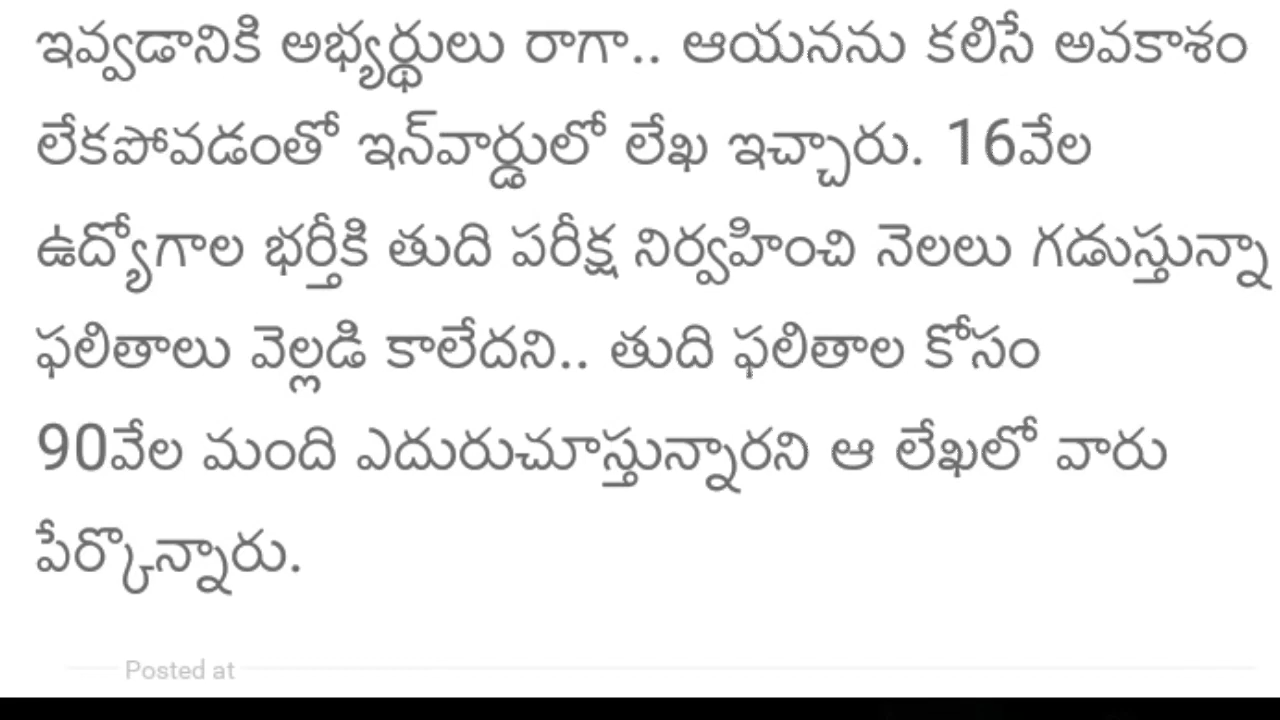 ఇవ్వడానికి అభ్యర్థులు రాగా.. ఆయనను కలిసే అవకాశం
లేకపోవడంతో ఇన్‌వార్డులో లేఖ ఇచ్చారు. 16వేల
ఉద్యోగాల భర్తీకి తుది పరీక్ష నిర్వహించి నెలలు గడుస్తున్నా
ఫలితాలు వెల్లడి కాలేదని.. తుది ఫలితాల కోసం
90వేల మంది ఎదురుచూస్తున్నారని ఆ లేఖలో వారు
పేర్కొన్నారు.
Posted at